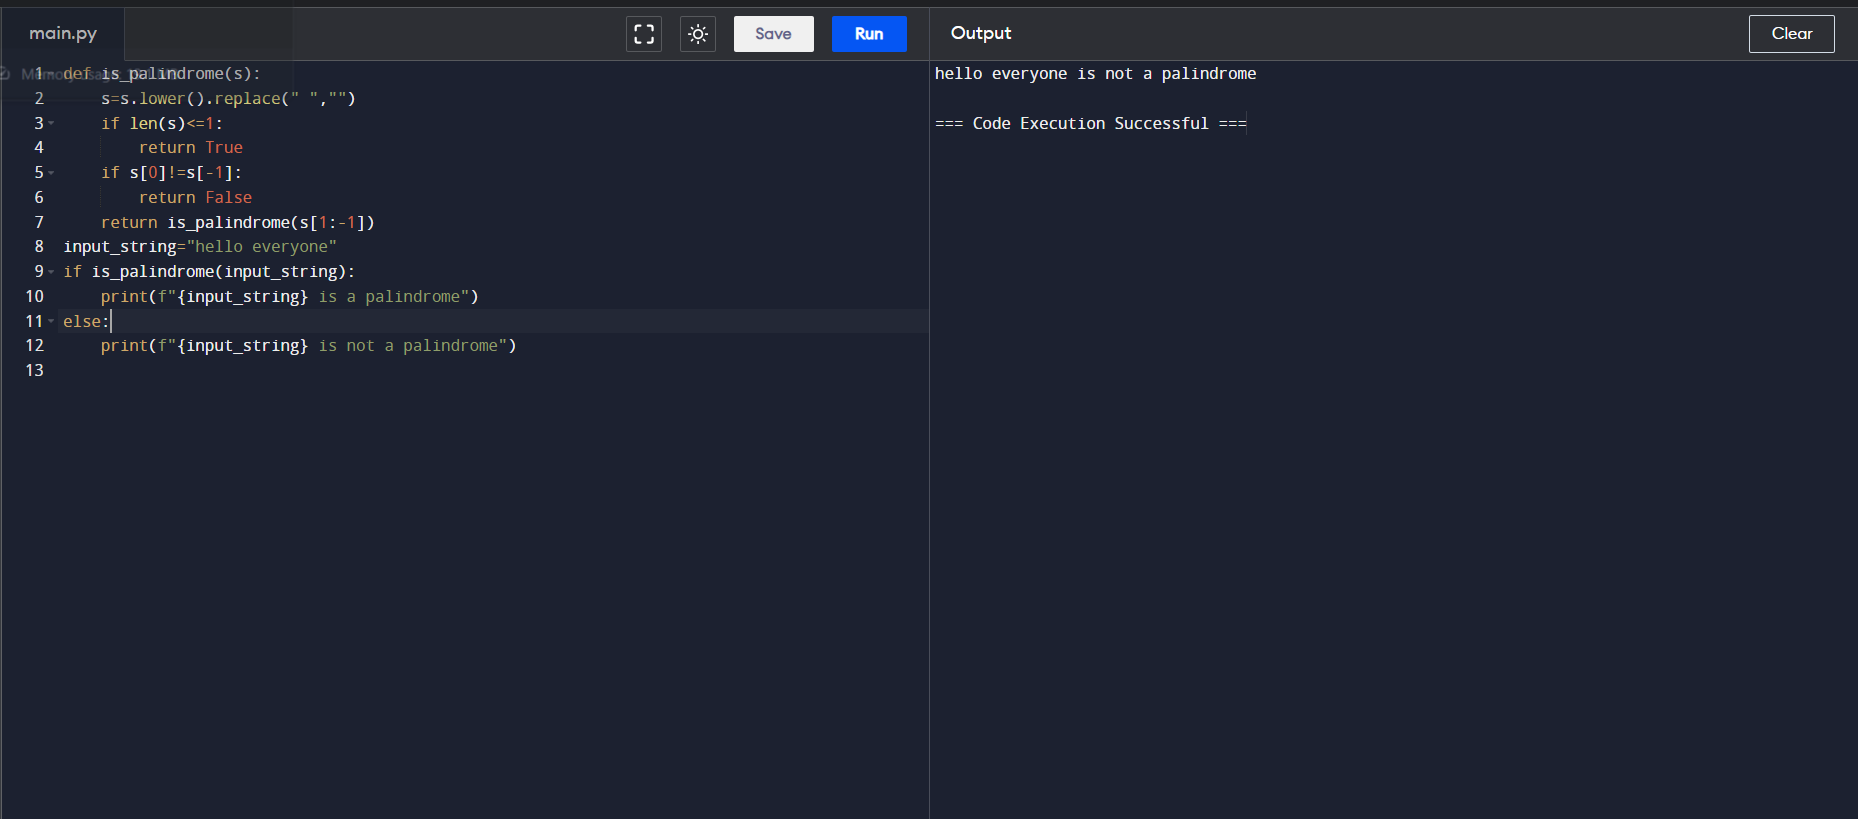 main.py
Save
Run
Output
Clear
1 def is_palindrome(s):
2     s=s.lower().replace(" ","")
3     if len(s)<=1:
4         return True
5     if s[0]!=s[-1]:
6         return False
7     return is_palindrome(s[1:-1])
8 input_string="hello everyone"
9 if is_palindrome(input_string):
10     print(f"{input_string} is a palindrome")
11 else:
12     print(f"{input_string} is not a palindrome")
13
hello everyone is not a palindrome
=== Code Execution Successful ===